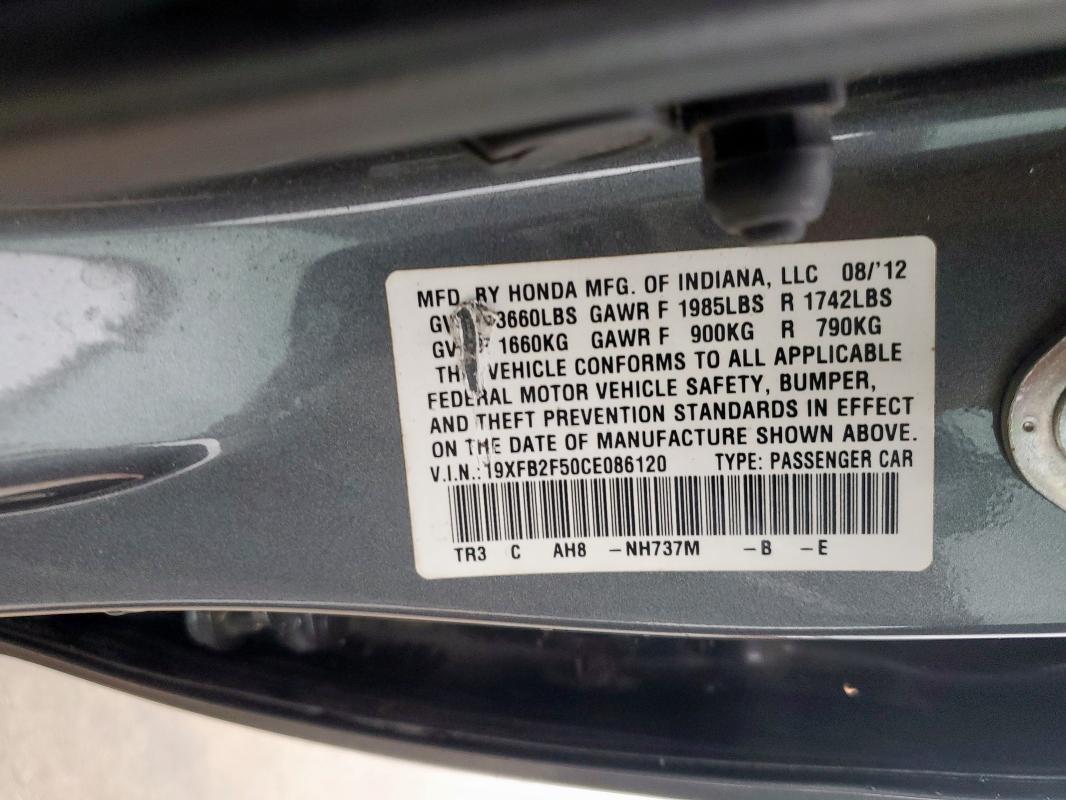 MFD. BY HONDA MFG. OF INDIANA, LLC 08/'12
3660LBS GAWR F 1985LBS R 1742LBS
1660KG GAWR F 900KG R 790KG
VEHICLE CONFORMS TO ALL APPLICABLE
FEDERAL MOTOR VEHICLE SAFETY, BUMPER,
AND THEFT PREVENTION STANDARDS IN EFFECT
ON THE DATE OF MANUFACTURE SHOWN ABOVE.
V.I.N.: 19XFB2F50CE086120 TYPE: PASSENGER CAR
TR3 C AH8 -NH737M -B -E